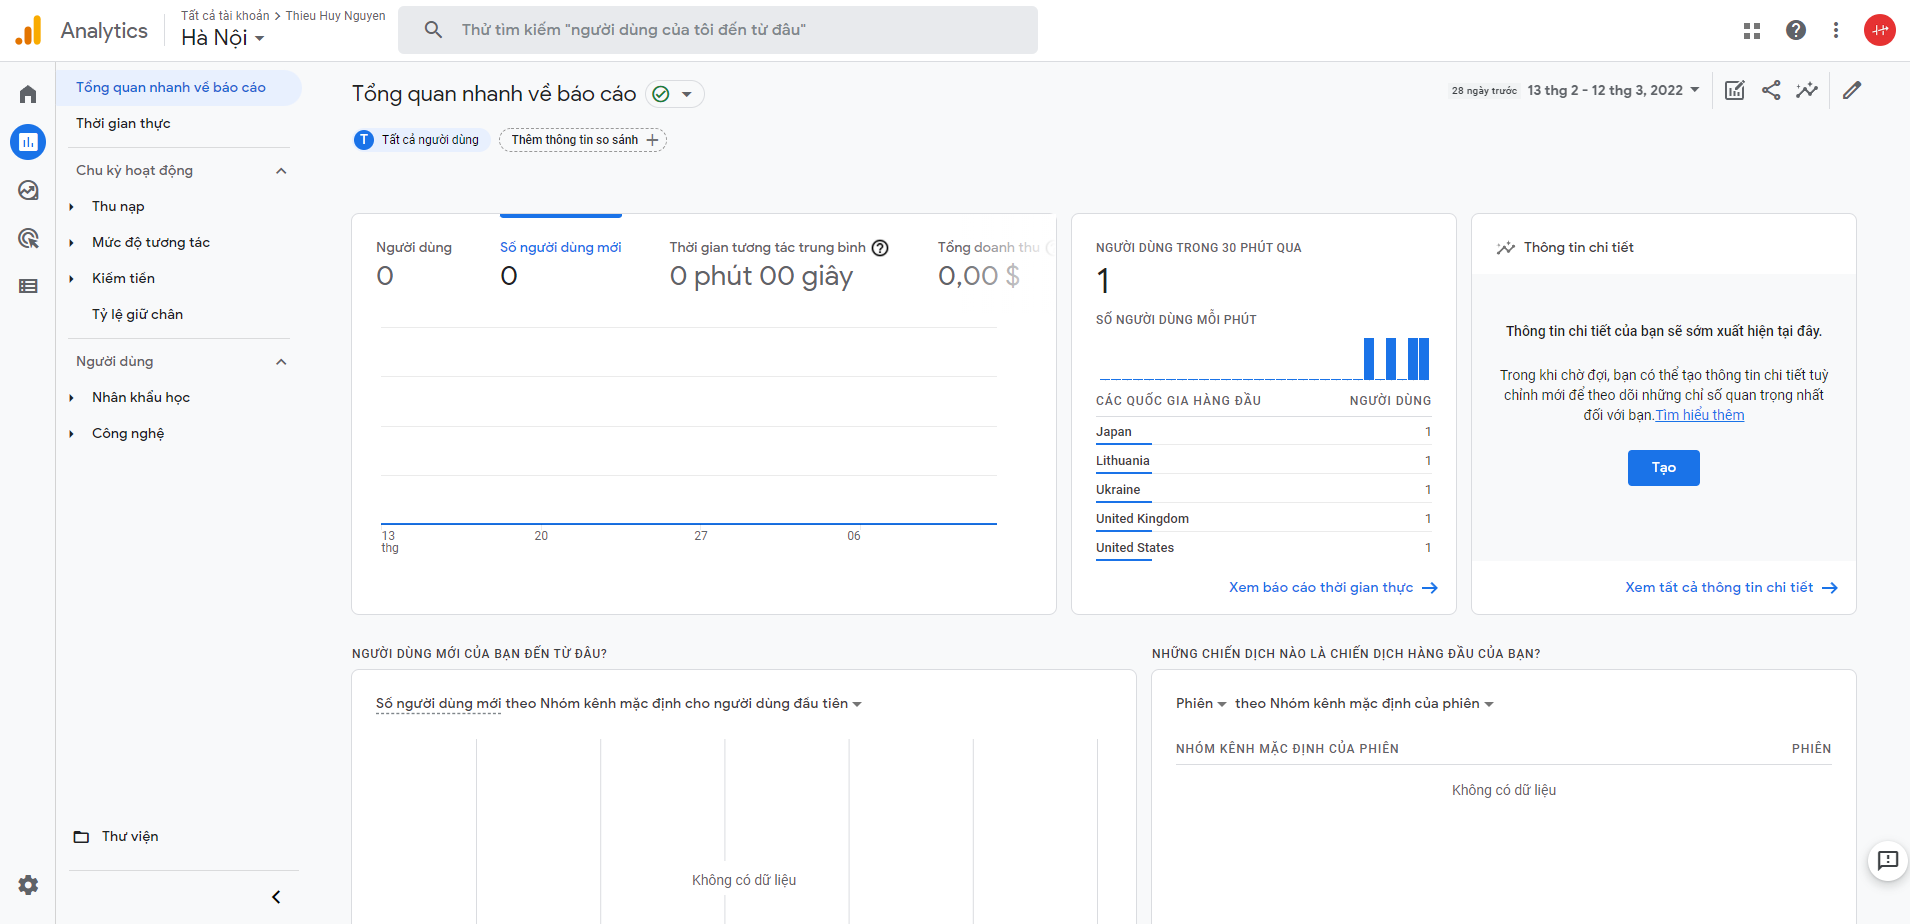 Analytics
Tất cả tài khoản > Thieu Huy Nguyen
Hà Nội
Thử tìm kiếm "người dùng của tôi đến từ đâu"
Tổng quan nhanh về báo cáo
Thời gian thực
Chu kỳ hoạt động
Thu nạp
Mức độ tương tác
Kiếm tiền
Tỷ lệ giữ chân
Người dùng
Nhân khẩu học
Công nghệ
Thư viện
Tổng quan nhanh về báo cáo
28 ngày trước 13 thg 2 - 12 thg 3, 2022
T Tất cả người dùng
Thêm thông tin so sánh
Người dùng
0
Số người dùng mới
0
Thời gian tương tác trung bình
0 phút 00 giây
Tổng doanh thu
0,00 $
13 thg
20
27
06
NGƯỜI DÙNG TRONG 30 PHÚT QUA
1
SỐ NGƯỜI DÙNG MỖI PHÚT
CÁC QUỐC GIA HÀNG ĐẦU NGƯỜI DÙNG
Japan 1
Lithuania 1
Ukraine 1
United Kingdom 1
United States 1
Xem báo cáo thời gian thực
Thông tin chi tiết
Thông tin chi tiết của bạn sẽ sớm xuất hiện tại đây.
Trong khi chờ đợi, bạn có thể tạo thông tin chi tiết tuỳ
chỉnh mới để theo dõi những chỉ số quan trọng nhất
đối với bạn.Tìm hiểu thêm
Tạo
Xem tất cả thông tin chi tiết
NGƯỜI DÙNG MỚI CỦA BẠN ĐẾN TỪ ĐÂU?
Số người dùng mới theo Nhóm kênh mặc định cho người dùng đầu tiên
Không có dữ liệu
NHỮNG CHIẾN DỊCH NÀO LÀ CHIẾN DỊCH HÀNG ĐẦU CỦA BẠN?
Phiên theo Nhóm kênh mặc định của phiên
NHÓM KÊNH MẶC ĐỊNH CỦA PHIÊN PHIÊN
Không có dữ liệu